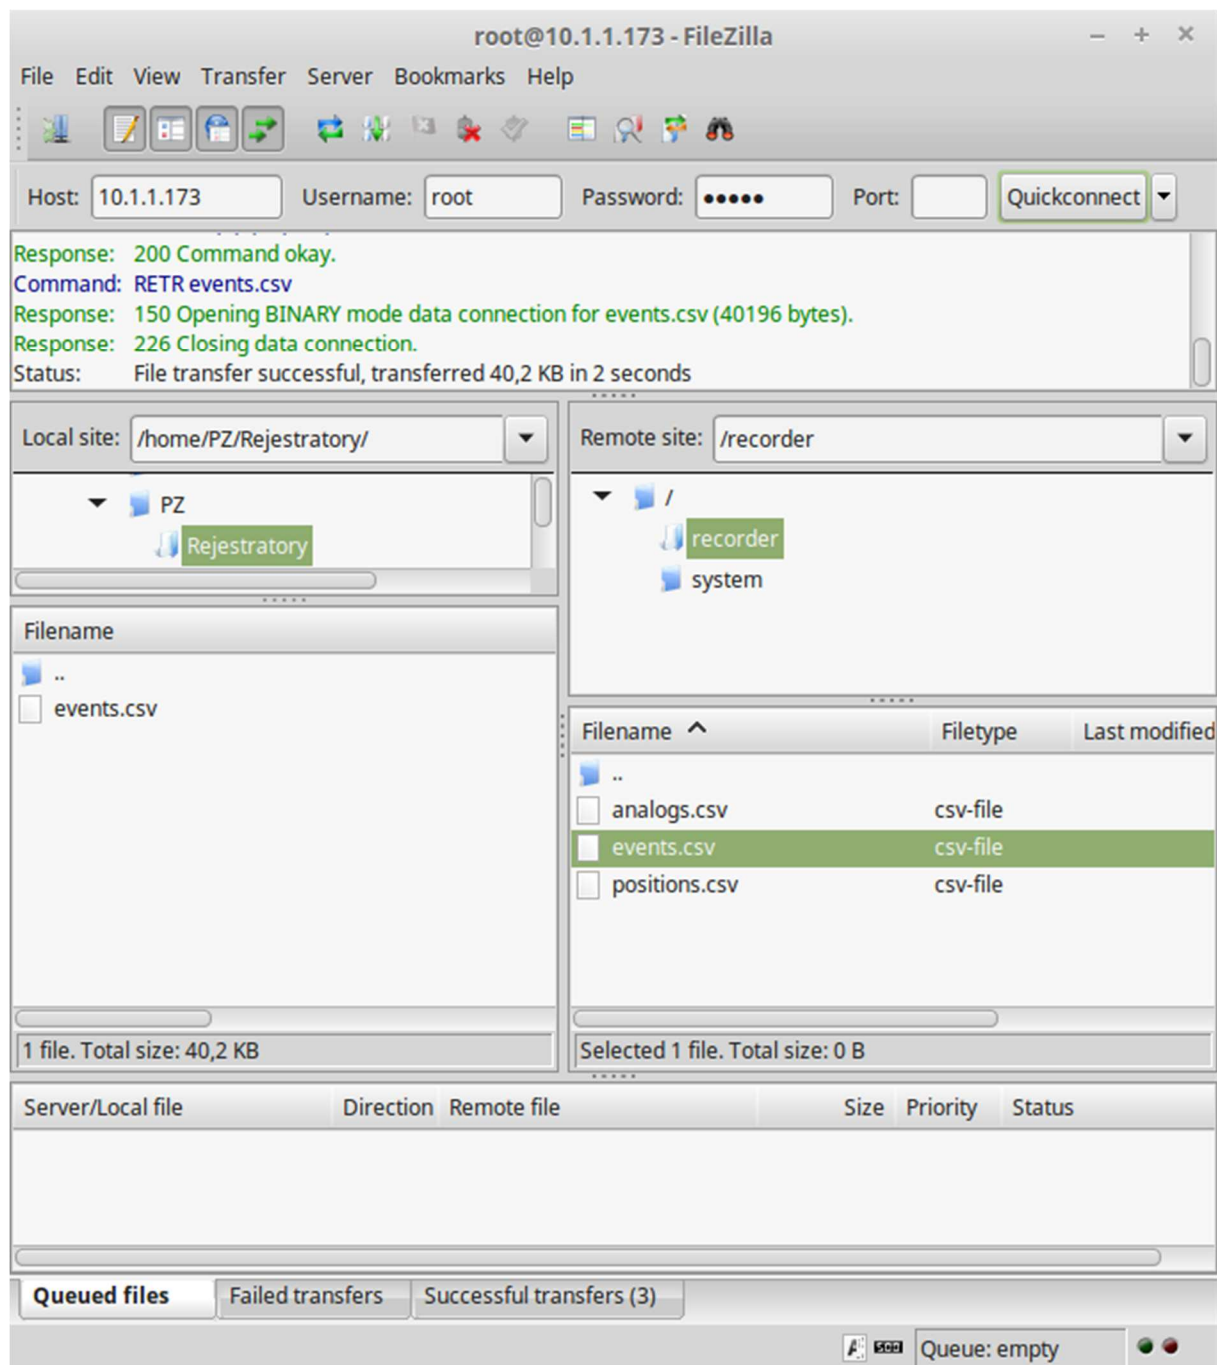 root@10.1.1.173 - FileZilla
File Edit View Transfer Server Bookmarks Help
Host: 10.1.1.173 Username: root Password: ●●●●● Port: Quickconnect
Response: 200 Command okay.
Command: RETR events.csv
Response: 150 Opening BINARY mode data connection for events.csv (40196 bytes).
Response: 226 Closing data connection.
Status: File transfer successful, transferred 40,2 KB in 2 seconds
Local site: /home/PZ/Rejestratory/
PZ
Rejestratory
Filename
..
events.csv
1 file. Total size: 40,2 KB
Remote site: /recorder
/
recorder
system
Filename Filetype Last modified
..
analogs.csv csv-file
events.csv csv-file
positions.csv csv-file
Selected 1 file. Total size: 0 B
Server/Local file Direction Remote file Size Priority Status
Queued files Failed transfers Successful transfers (3)
Queue: empty